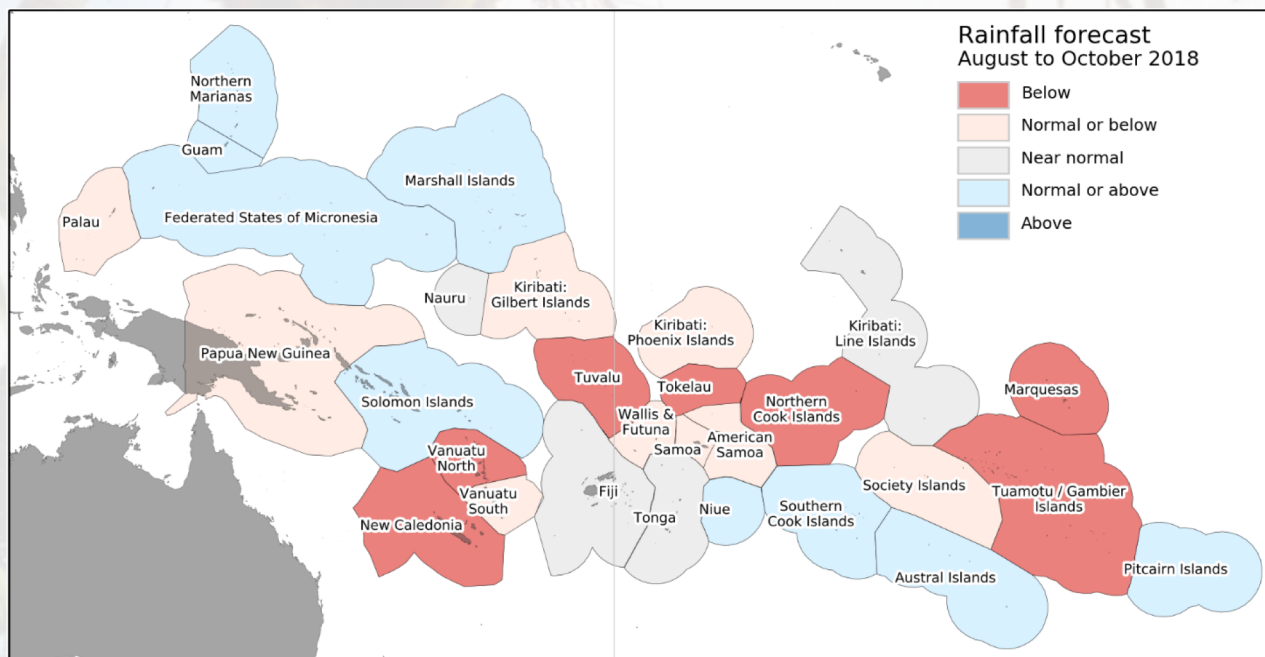 Rainfall forecast
August to October 2018
Below
Normal or below
Near normal
Normal or above
Above
Northern
Marianas
Guam
Marshall Islands
Federated States of Micronesia
Palau
Nauru
Kiribati:
Gilbert Islands
Kiribati:
Phoenix Islands
Kiribati:
Line Islands
Papua New Guinea
Tuvalu
Tokelau
Marquesas
Solomon Islands
Northern
Cook Islands
Wallis &
Futuna
Samoa
American
Samoa
Vanuatu
North
Vanuatu
South
Fiji
Society Islands
Tuamotu / Gambier
Islands
New Caledonia
Tonga
Niue
Southern
Cook Islands
Austral Islands
Pitcairn Islands